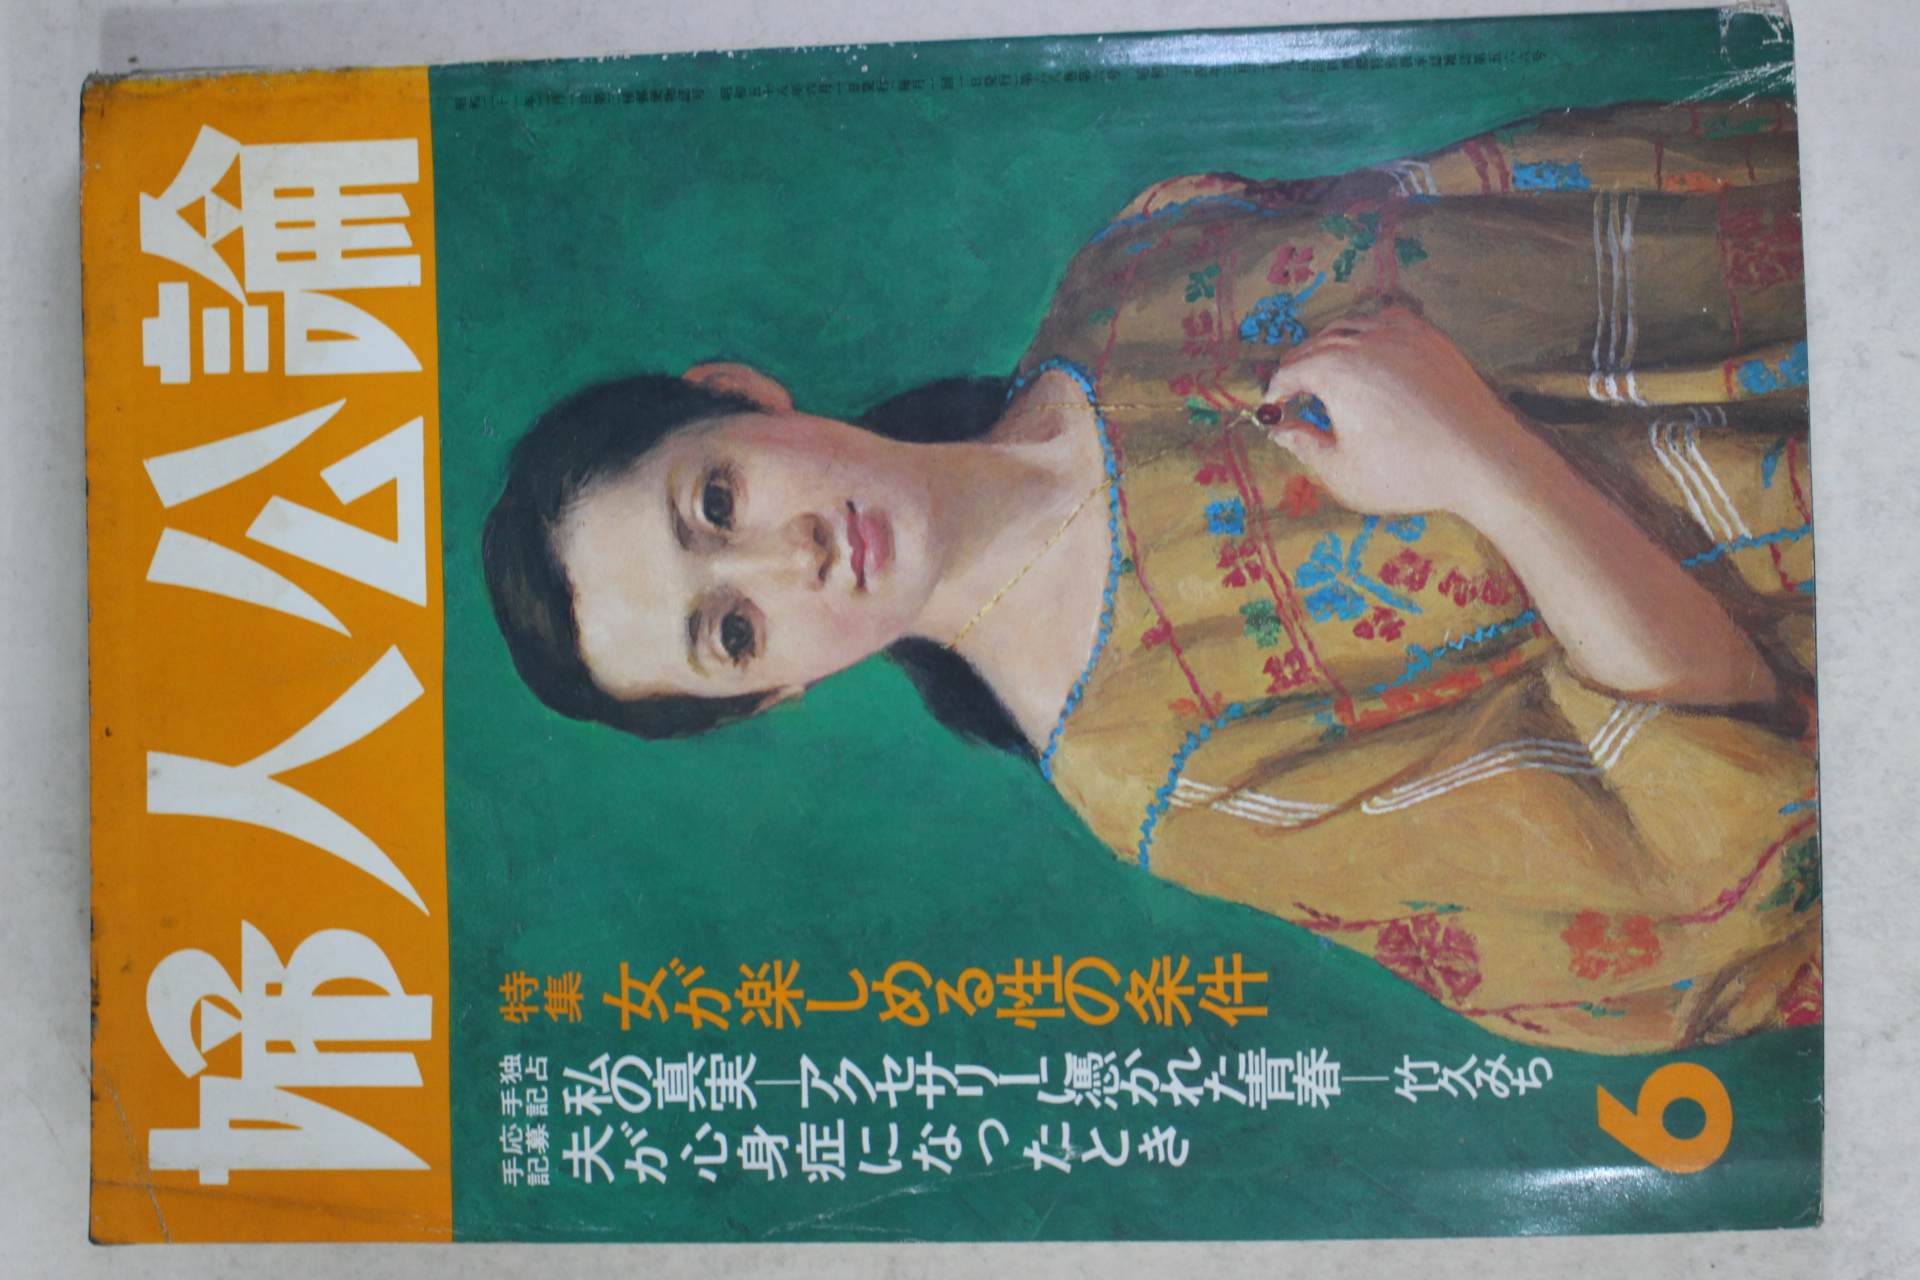 婦人公論
特集
女が楽しめる性の条件
独占手記
私の真実―アクセサリーに憑かれた青春―竹久みち
応募手記
夫が心身症になったとき
6